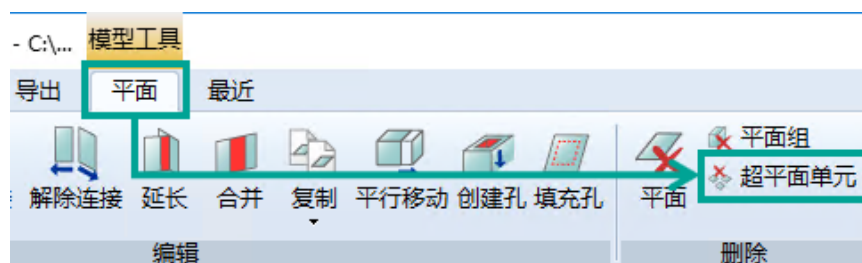 - C:\... 模型工具
导出 平面 最近
解除连接 延长 合并 复制 平行移动 创建孔 填充孔 平面 平面组
超平面单元
编辑 删除